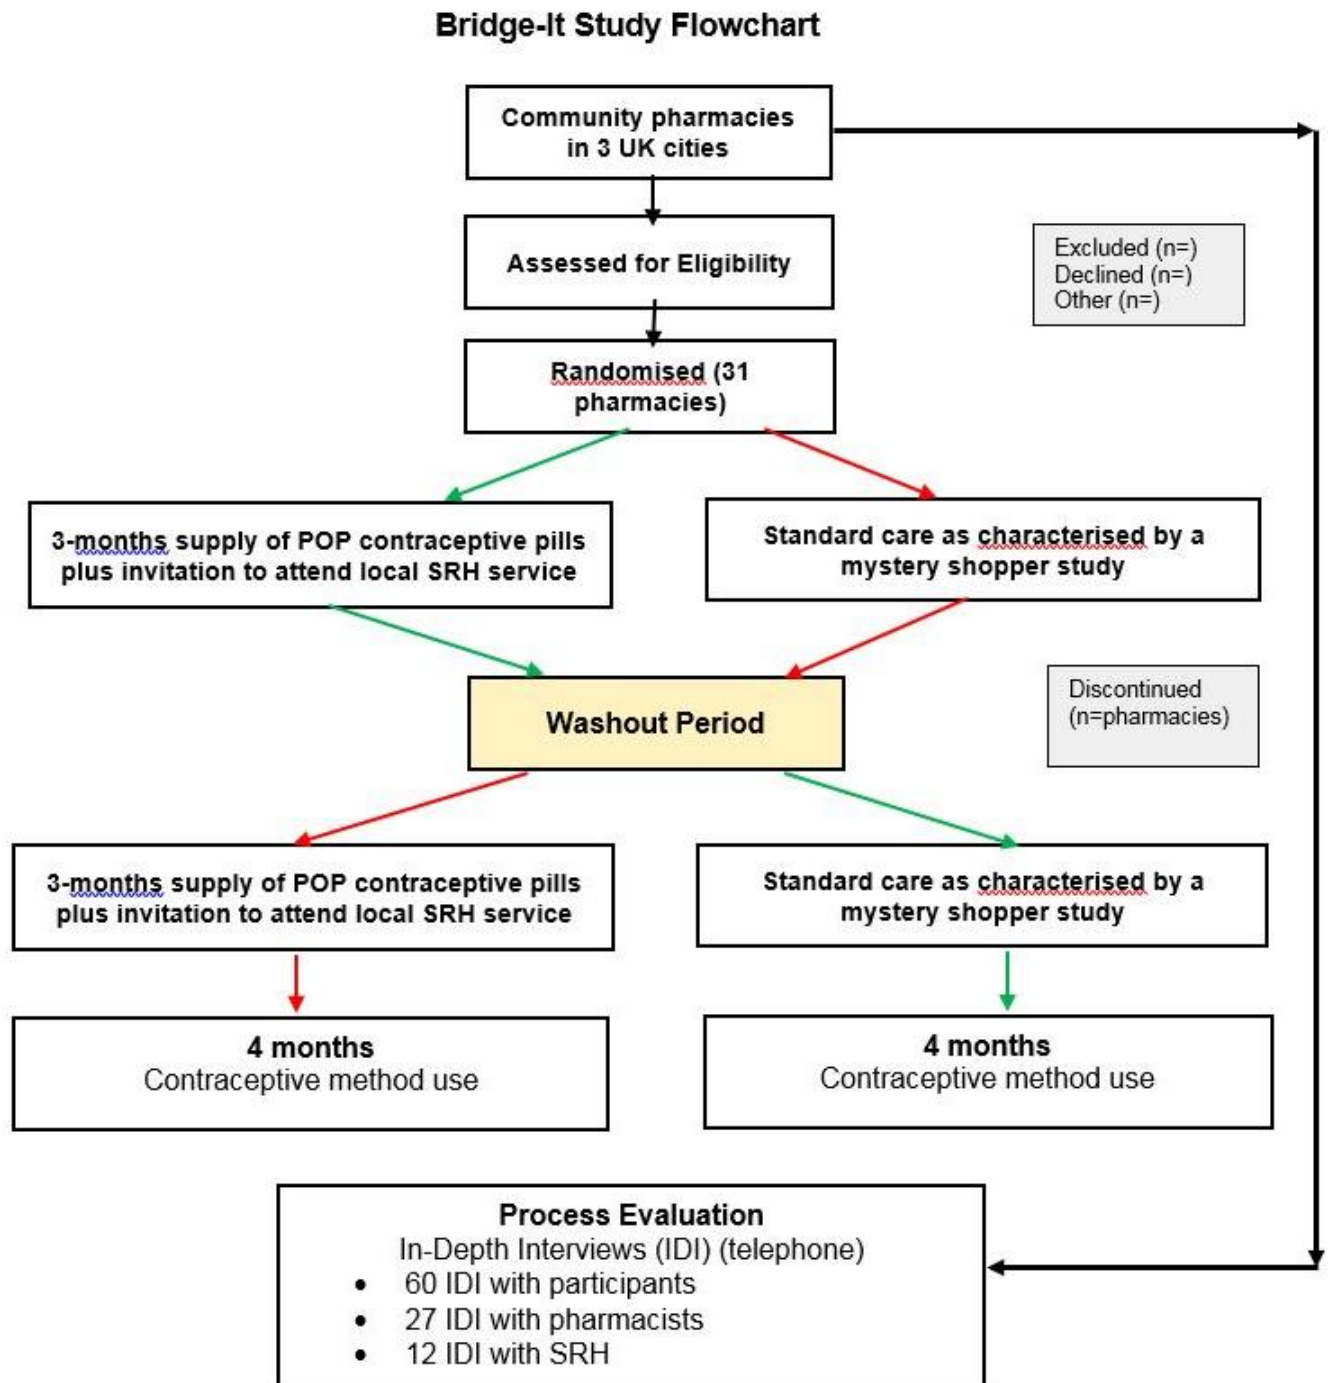 Bridge-It Study Flowchart
Community pharmacies
in 3 UK cities
Assessed for Eligibility
Excluded (n=)
Declined (n=)
Other (n=)
Randomised (31
pharmacies)
3-months supply of POP contraceptive pills
plus invitation to attend local SRH service
Standard care as characterised by a
mystery shopper study
Washout Period
Discontinued
(n=pharmacies)
3-months supply of POP contraceptive pills
plus invitation to attend local SRH service
Standard care as characterised by a
mystery shopper study
4 months
Contraceptive method use
4 months
Contraceptive method use
Process Evaluation
In-Depth Interviews (IDI) (telephone)
• 60 IDI with participants
• 27 IDI with pharmacists
• 12 IDI with SRH